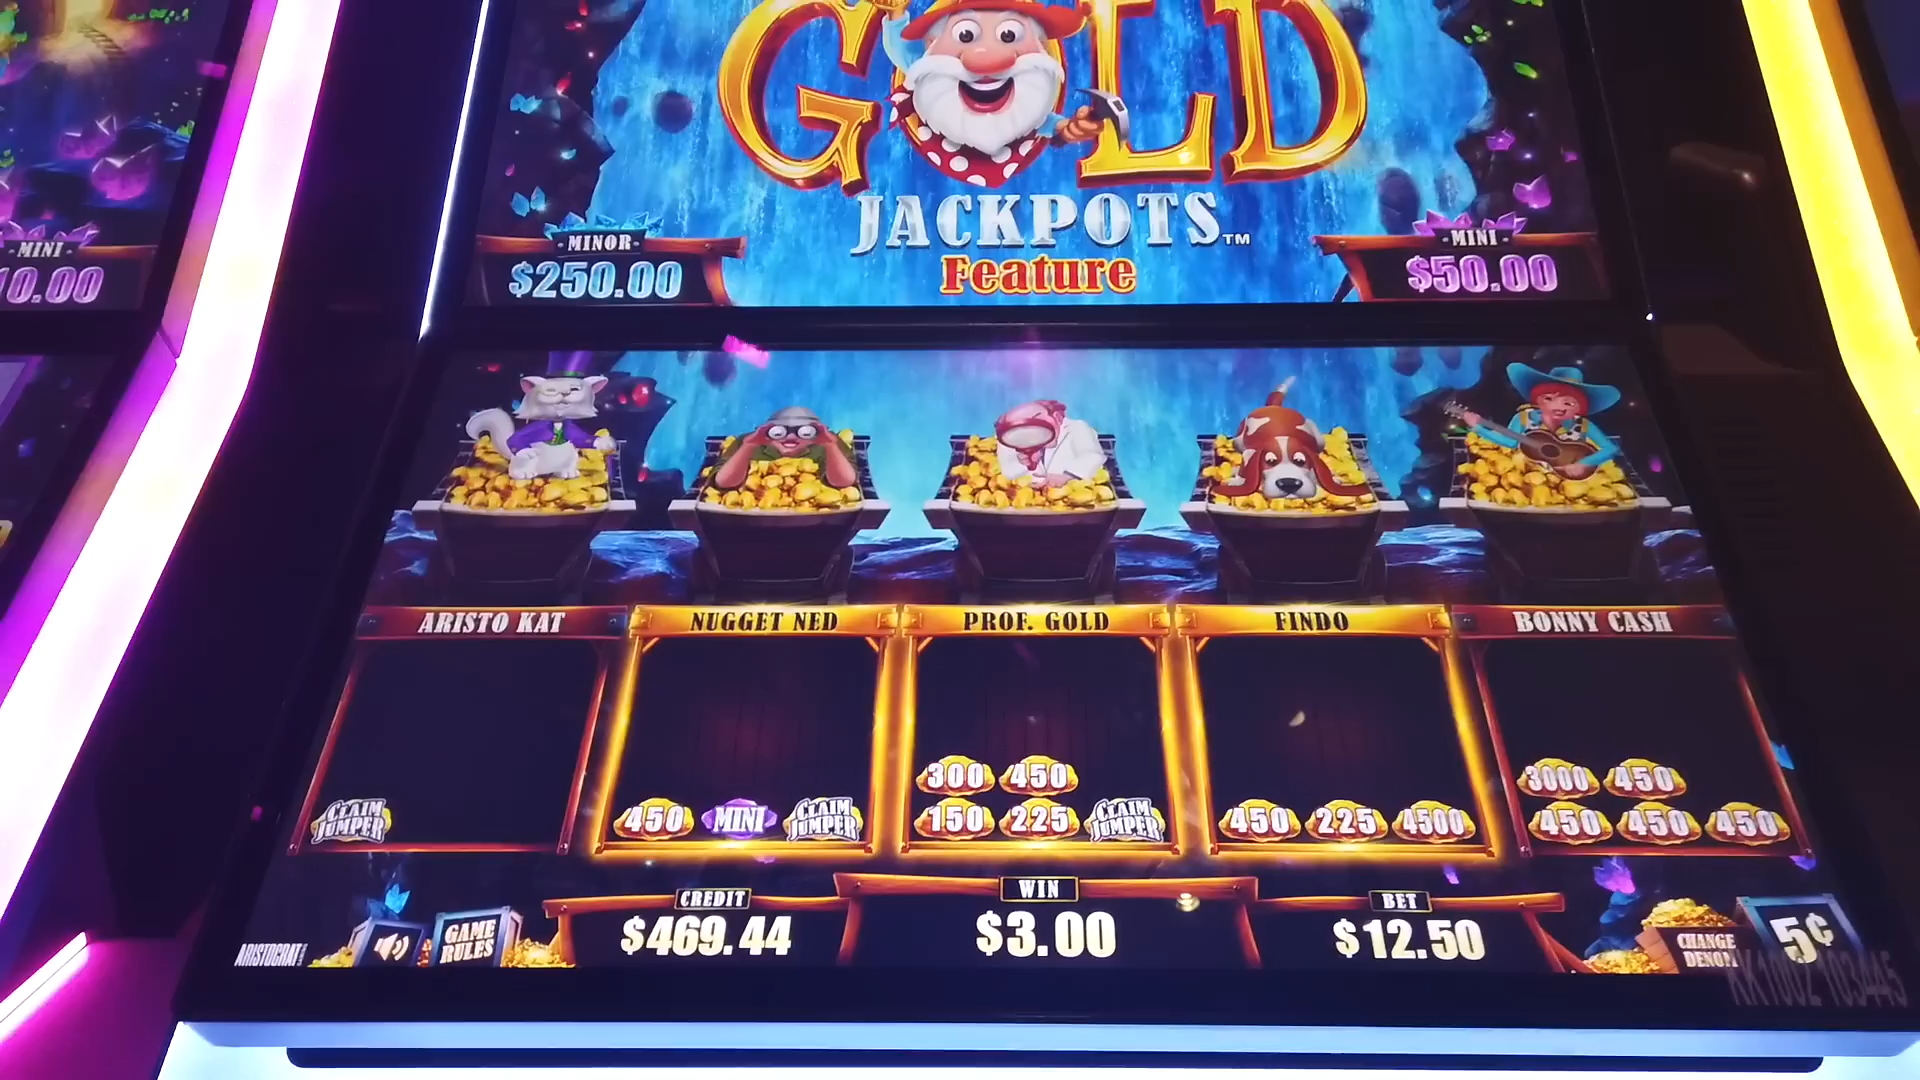 GOLD
JACKPOTS™
Feature
MINOR
$250.00
MINI
$50.00
MINI
10.00
ARISTO KAT
NUGGET NED
PROF. GOLD
FINDO
BONNY CASH
CLAIM JUMPER
450 MINI CLAIM JUMPER
300 450
150 225 CLAIM JUMPER
450 225 4500
3000 450
450 450 450
ARISTOCRAT
GAME
RULES
CREDIT
$469.44
WIN
$3.00
BET
$12.50
CHANGE
DENOM
5¢